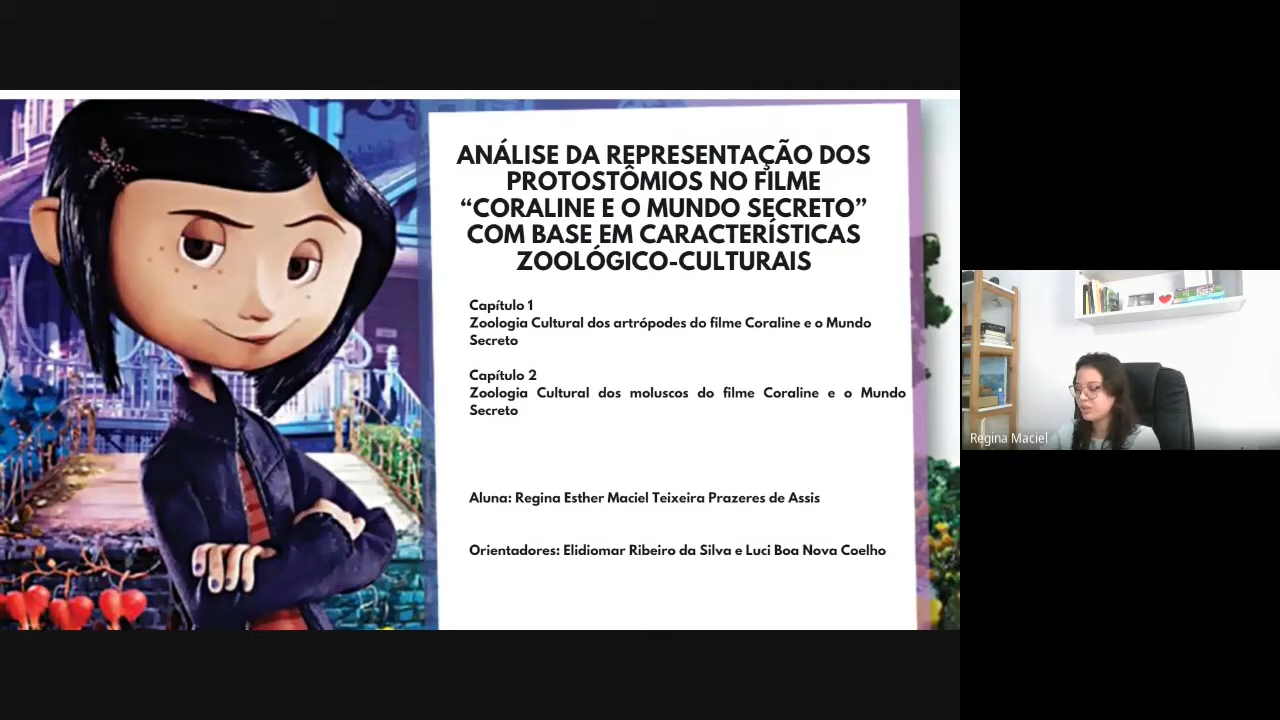 ANÁLISE DA REPRESENTAÇÃO DOS
PROTOSTÔMIOS NO FILME
“CORALINE E O MUNDO SECRETO”
COM BASE EM CARACTERÍSTICAS
ZOOLÓGICO-CULTURAIS
Capítulo 1
Zoologia Cultural dos artrópodes do filme Coraline e o Mundo
Secreto
Capítulo 2
Zoologia Cultural dos moluscos do filme Coraline e o Mundo
Secreto
Aluna: Regina Esther Maciel Teixeira Prazeres de Assis
Orientadores: Elidiomar Ribeiro da Silva e Luci Boa Nova Coelho
Regina Maciel